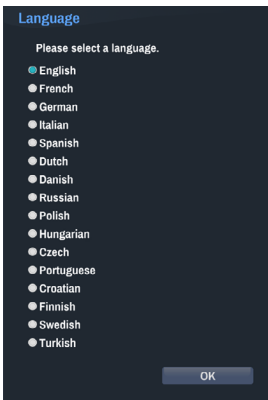 Language
Please select a language.
English
French
German
Italian
Spanish
Dutch
Danish
Russian
Polish
Hungarian
Czech
Portuguese
Croatian
Finnish
Swedish
Turkish
OK